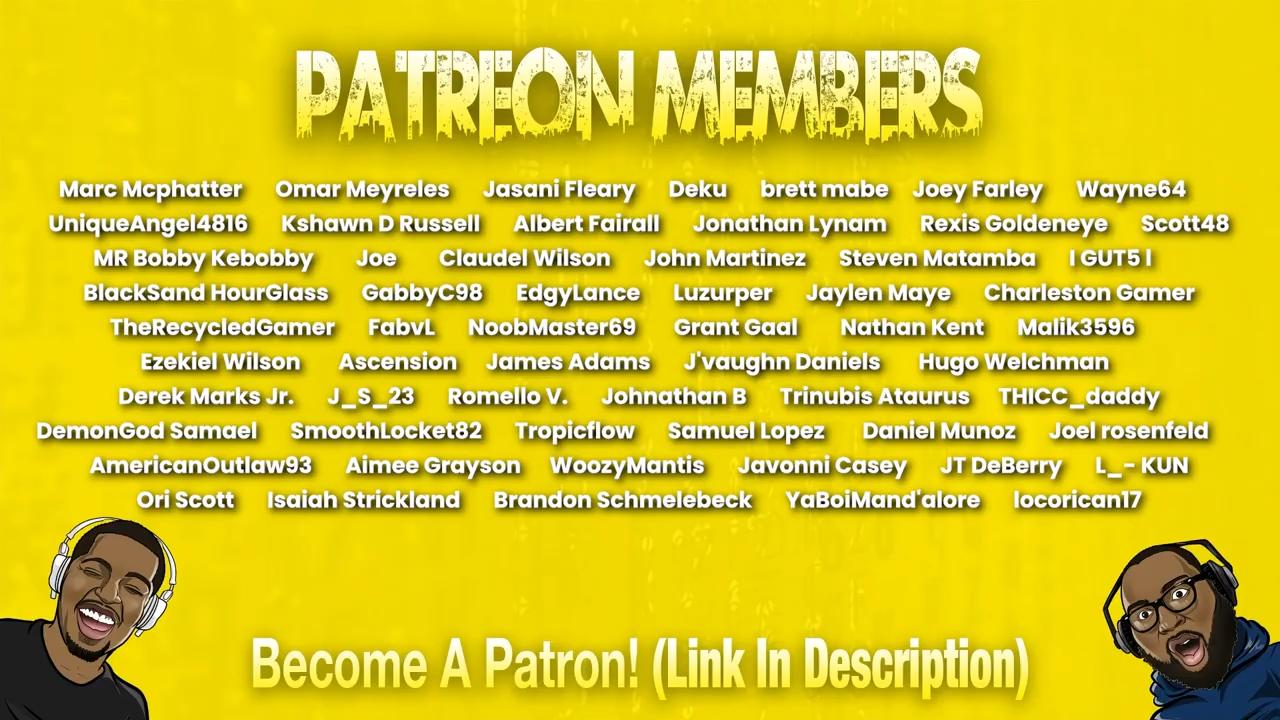 PATREON MEMBERS
Marc Mcphatter Omar Meyreles Jasani Fleary Deku brett mabe Joey Farley Wayne64
UniqueAngel4816 Kshawn D Russell Albert Fairall Jonathan Lynam Rexis Goldeneye Scott48
MR Bobby Kebobby Joe Claudel Wilson John Martinez Steven Matamba I GUT5 I
BlackSand HourGlass GabbyC98 EdgyLance Luzurper Jaylen Maye Charleston Gamer
TheRecycledGamer FabvL NoobMaster69 Grant Gaal Nathan Kent Malik3596
Ezekiel Wilson Ascension James Adams J'vaughn Daniels Hugo Welchman
Derek Marks Jr. J_S_23 Romello V. Johnathan B Trinubis Ataurus THICC_daddy
DemonGod Samael SmoothLocket82 Tropicflow Samuel Lopez Daniel Munoz Joel rosenfeld
AmericanOutlaw93 Aimee Grayson WoozyMantis Javonni Casey JT DeBerry L_- KUN
Ori Scott Isaiah Strickland Brandon Schmelebeck YaBoiMand'alore locorican17
Become A Patron! (Link In Description)